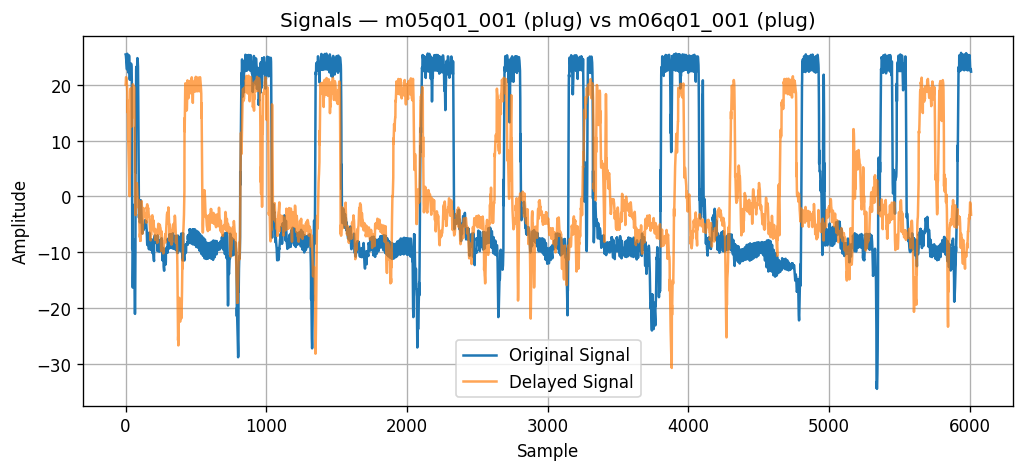 Signals — m05q01_001 (plug) vs m06q01_001 (plug)
20
10
0
−10
−20
−30
Amplitude
Original Signal
Delayed Signal
0 1000 2000 3000 4000 5000 6000
Sample